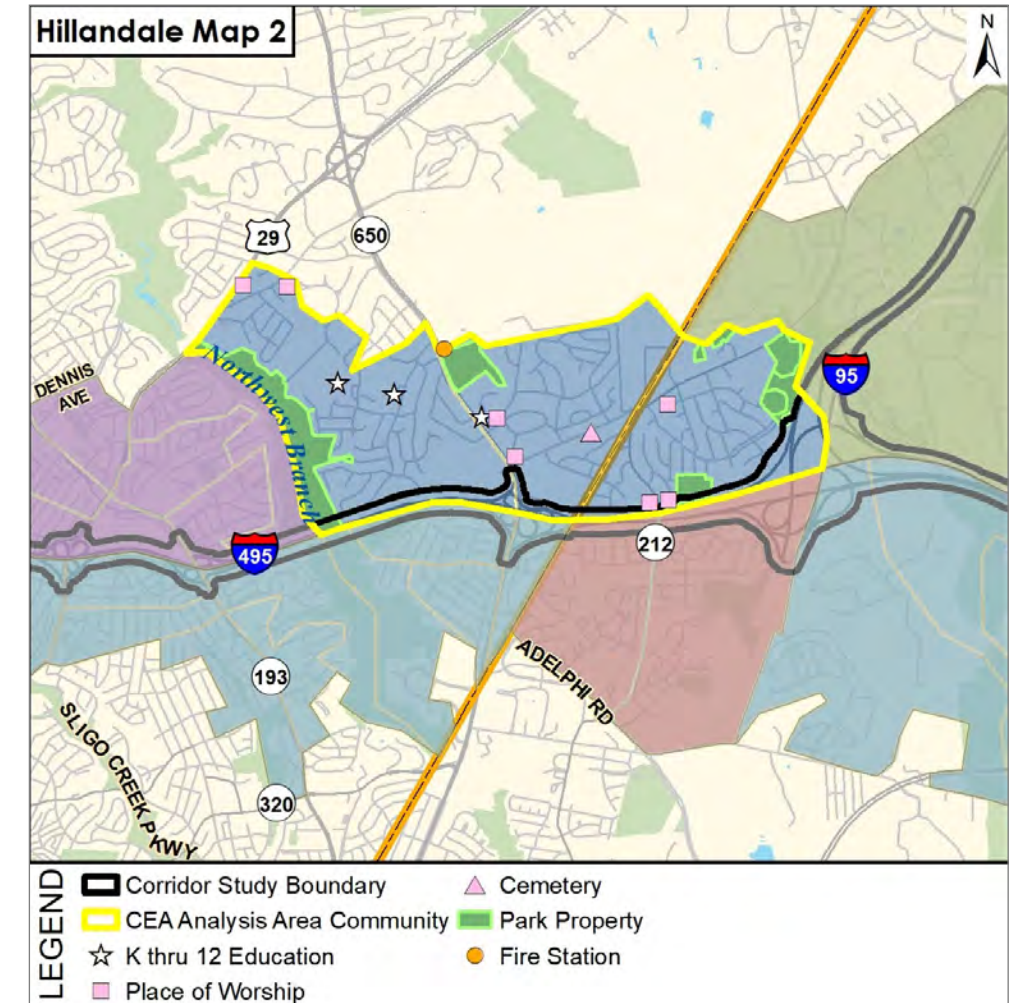 Hillandale Map 2
N
29
650
DENNIS
AVE
Northwest Branch
95
495
212
193
ADELPHI RD
SLIGO CREEK PKWY
320
LEGEND
Corridor Study Boundary
Cemetery
CEA Analysis Area Community
Park Property
K thru 12 Education
Fire Station
Place of Worship